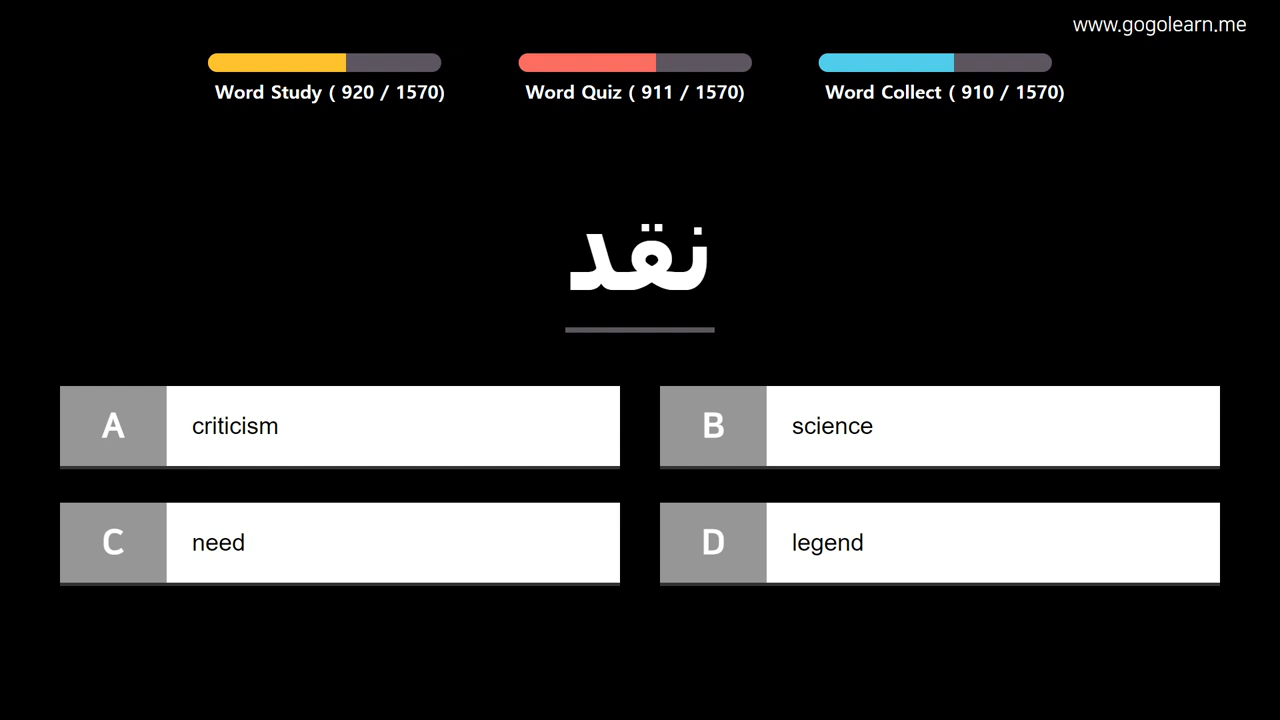 www.gogolearn.me
Word Study ( 920 / 1570)
Word Quiz ( 911 / 1570)
Word Collect ( 910 / 1570)
نقد
A criticism
B science
C need
D legend